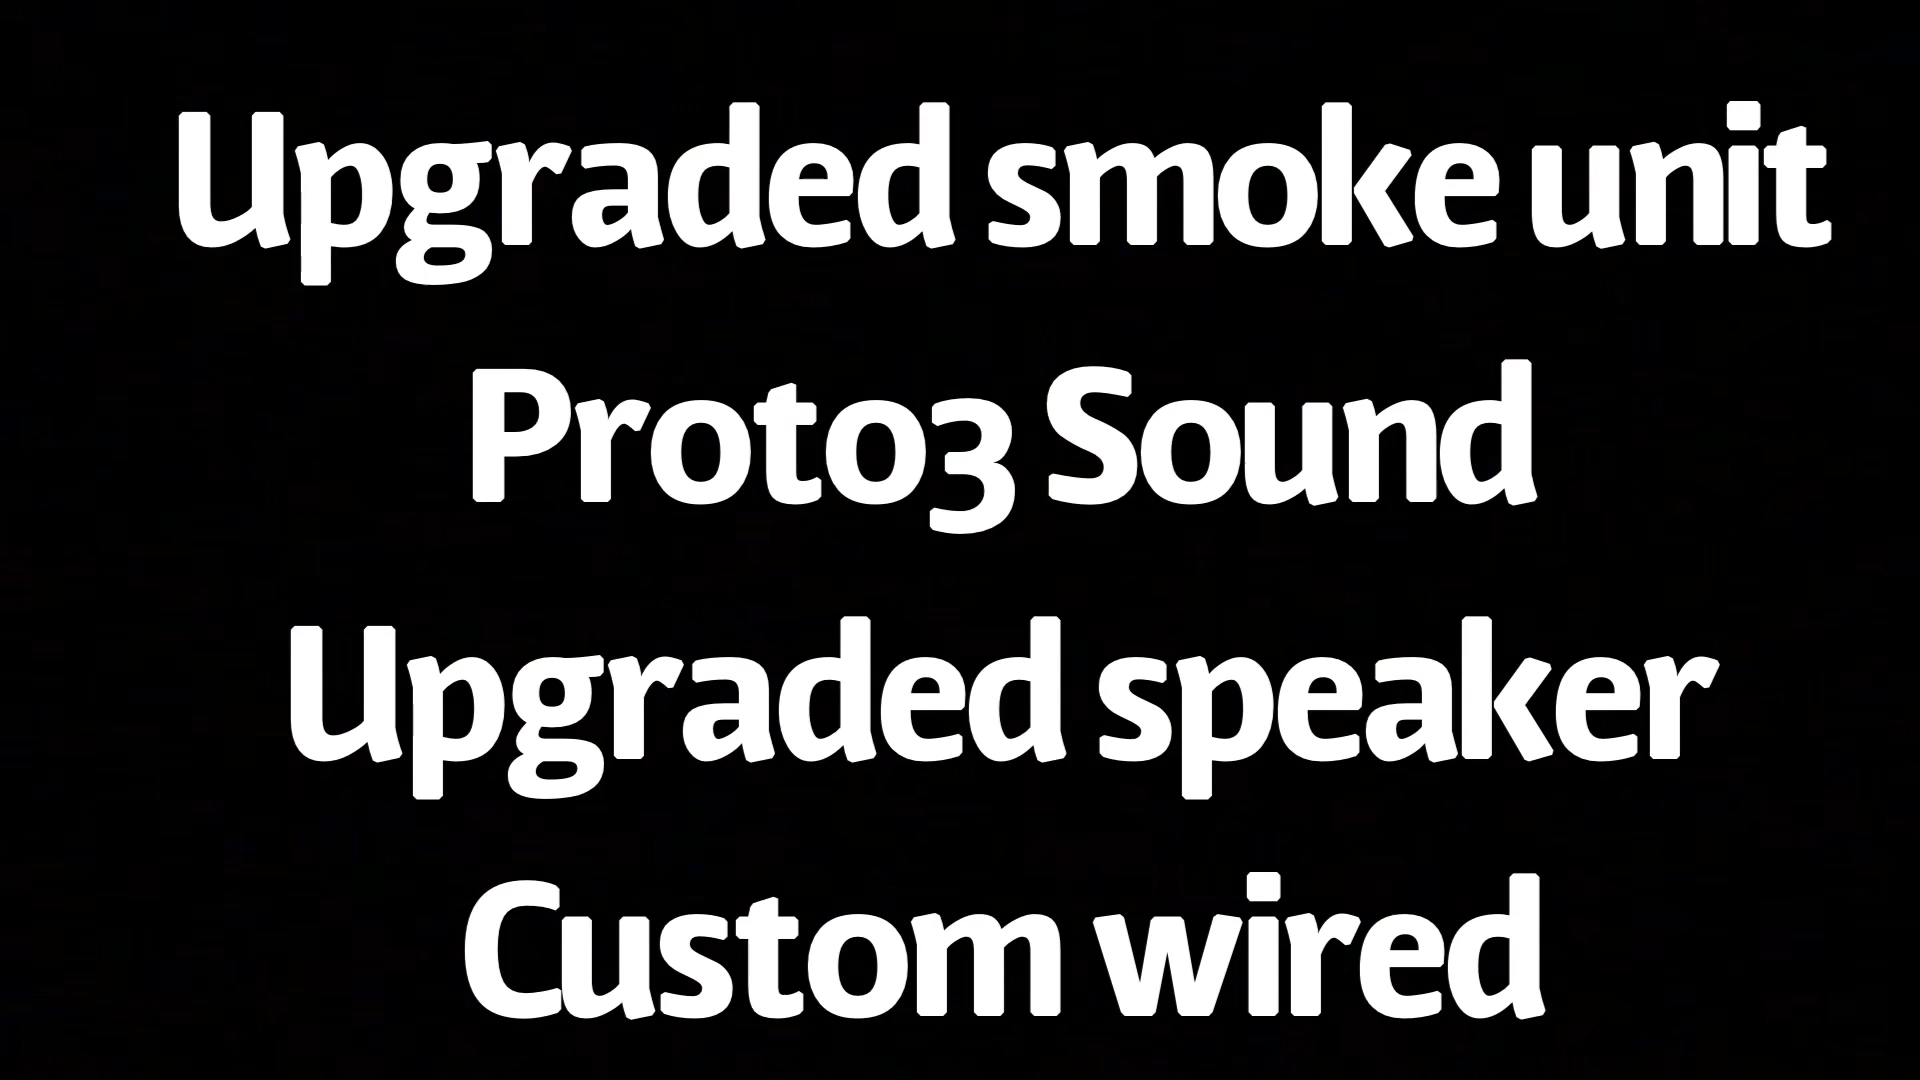 Upgraded smoke unit
Proto3 Sound
Upgraded speaker
Custom wired